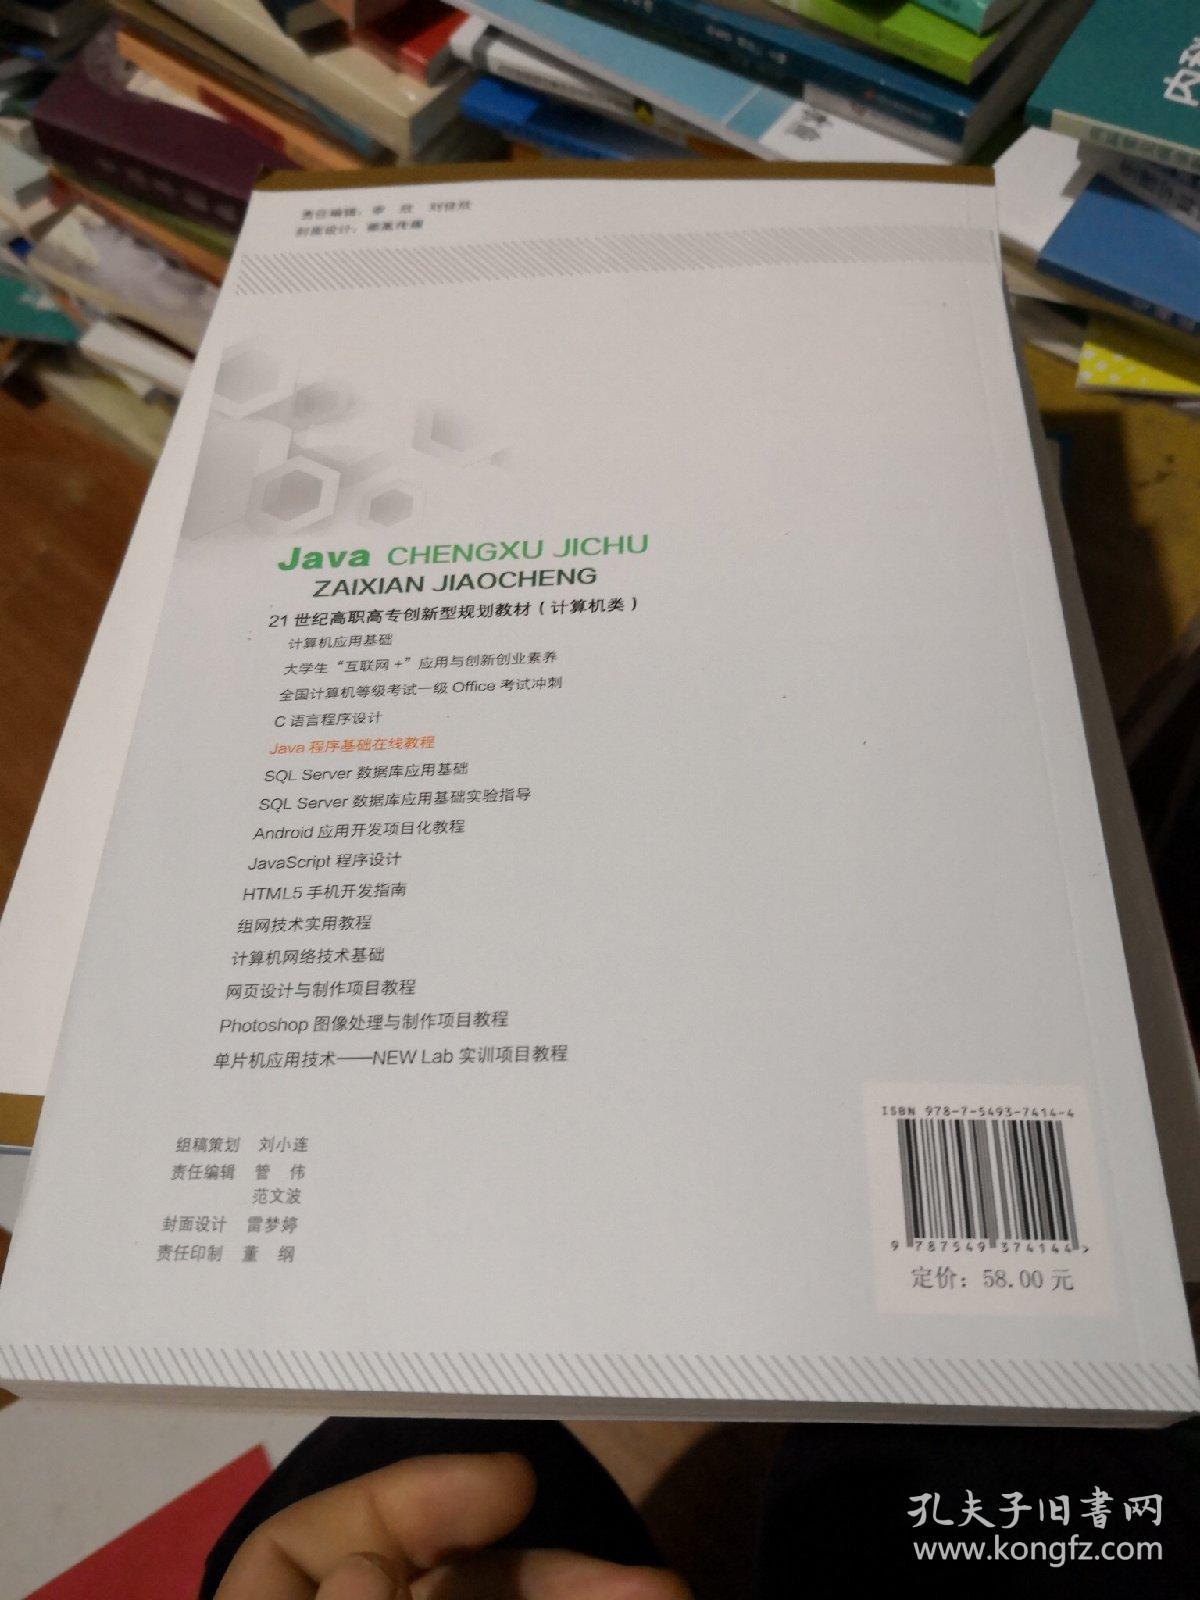 责任编辑：
封面设计：
Java CHENGXU JICHU
ZAIXIAN JIAOCHENG
21世纪高职高专创新型规划教材（计算机类）
计算机应用基础
大学生“互联网+”应用与创新创业素养
全国计算机等级考试一级Office考试冲刺
C语言程序设计
Java程序基础在线教程
SQL Server数据库应用基础
SQL Server数据库应用基础实验指导
Android应用开发项目化教程
JavaScript程序设计
HTML5手机开发指南
组网技术实用教程
计算机网络技术基础
网页设计与制作项目教程
Photoshop图像处理与制作项目教程
单片机应用技术——NEW Lab实训项目教程
组稿策划 刘小连
责任编辑 管 伟
范文波
封面设计 雷梦婷
责任印制 董 纲
ISBN 978-7-5493-7414-4
9 787549 374144 >
定价：58.00元
孔夫子旧书网
www.kongfz.com